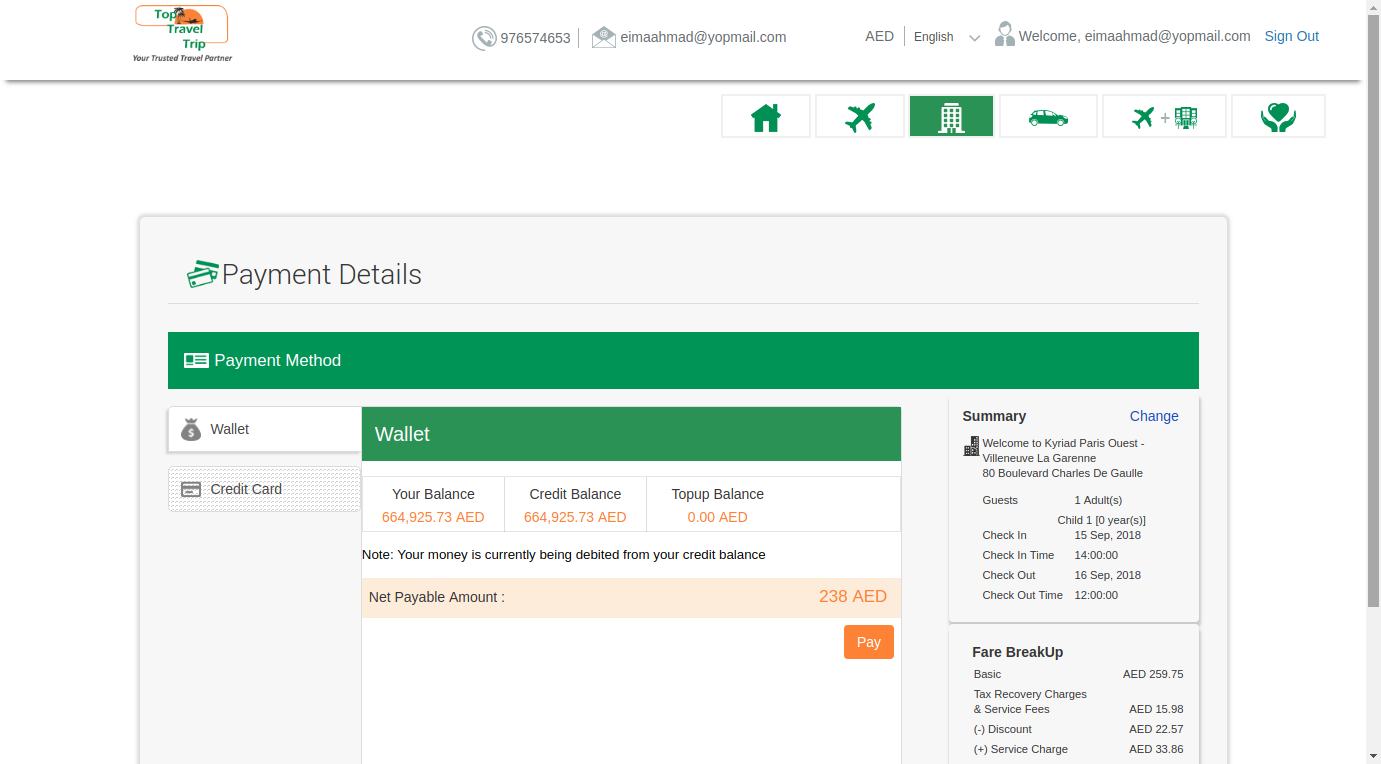 Top
Travel
Trip
Your Trusted Travel Partner
976574653
eimaahmad@yopmail.com
AED
English
Welcome, eimaahmad@yopmail.com
Sign Out
+
Payment Details
Payment Method
Wallet
Credit Card
Wallet
Your Balance
664,925.73 AED
Credit Balance
664,925.73 AED
Topup Balance
0.00 AED
Note: Your money is currently being debited from your credit balance
Net Payable Amount :
238 AED
Pay
Summary
Change
Welcome to Kyriad Paris Ouest -
Villeneuve La Garenne
80 Boulevard Charles De Gaulle
Guests 1 Adult(s)
Child 1 [0 year(s)]
Check In 15 Sep, 2018
Check In Time 14:00:00
Check Out 16 Sep, 2018
Check Out Time 12:00:00
Fare BreakUp
Basic AED 259.75
Tax Recovery Charges
& Service Fees AED 15.98
(-) Discount AED 22.57
(+) Service Charge AED 33.86